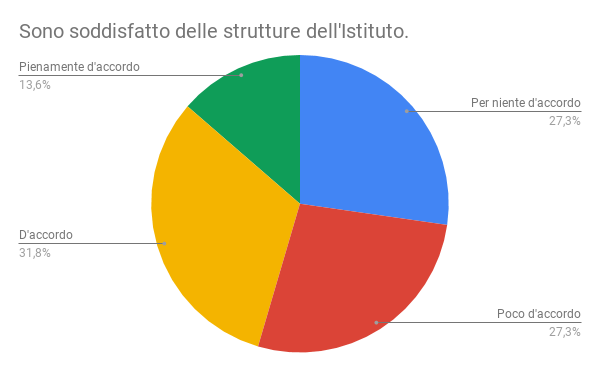 Sono soddisfatto delle strutture dell'Istituto.
Pienamente d'accordo
13,6%
Per niente d'accordo
27,3%
D'accordo
31,8%
Poco d'accordo
27,3%